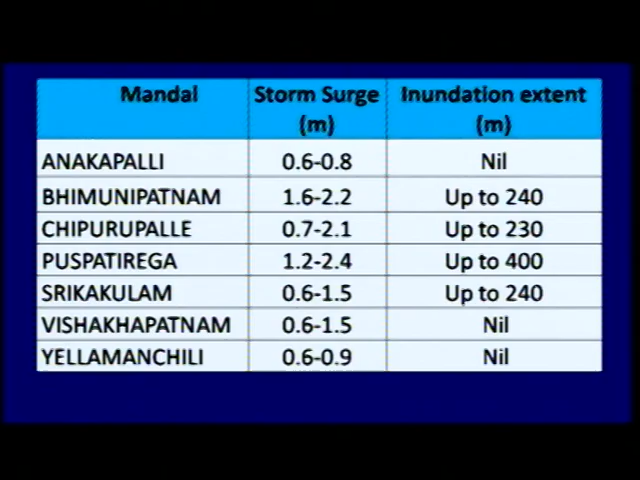 Mandal Storm Surge (m) Inundation extent (m)
ANAKAPALLI 0.6-0.8 Nil
BHIMUNIPATNAM 1.6-2.2 Up to 240
CHIPURUPALLE 0.7-2.1 Up to 230
PUSPATIREGA 1.2-2.4 Up to 400
SRIKAKULAM 0.6-1.5 Up to 240
VISHAKHAPATNAM 0.6-1.5 Nil
YELLAMANCHILI 0.6-0.9 Nil